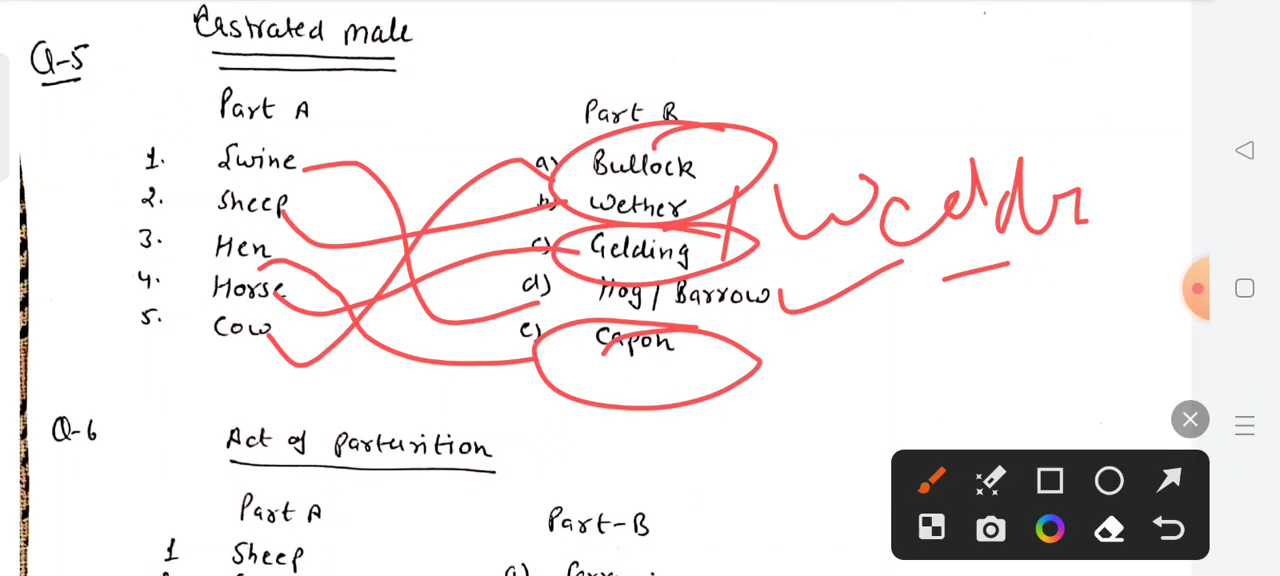 Castrated male
Q-5
Part A Part B
1. Swine a) Bullock
2. Sheep b) Wether
3. Hen c) Gelding
4. Horse d) Hog / Barrow
5. Cow e) Capon
Q-6 Act of parturition
Part A Part-B
1 Sheep